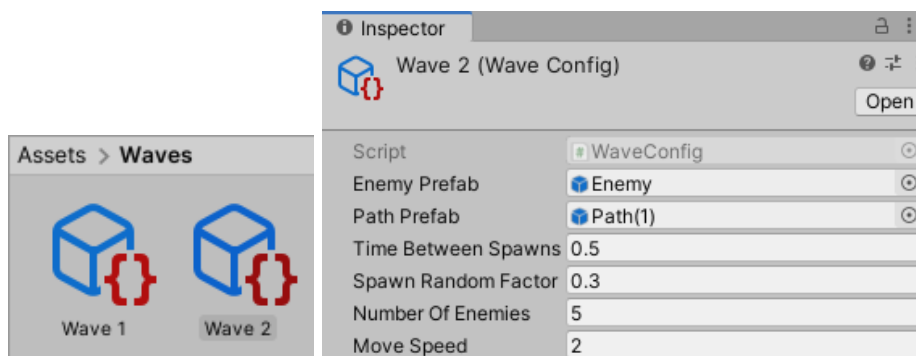 Assets > Waves
Wave 1
Wave 2
Inspector
Wave 2 (Wave Config)
Open
Script
WaveConfig
Enemy Prefab
Enemy
Path Prefab
Path(1)
Time Between Spawns 0.5
Spawn Random Factor 0.3
Number Of Enemies 5
Move Speed 2